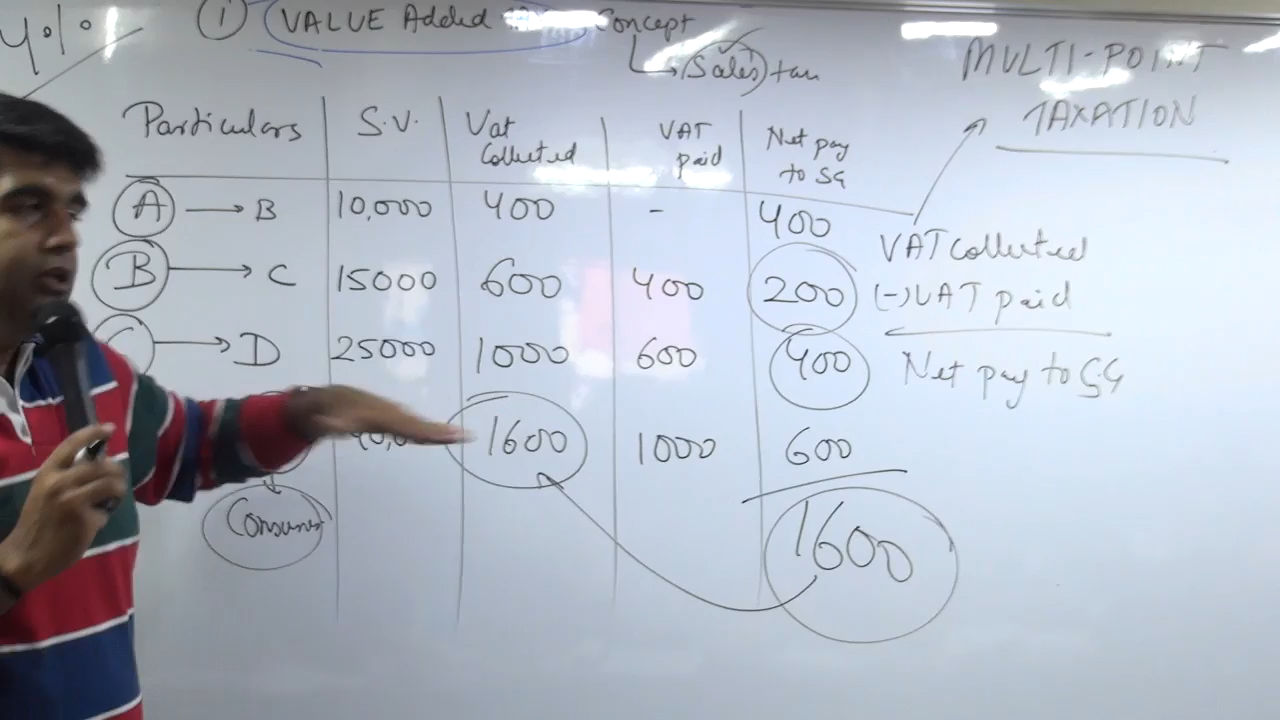 4%
① VALUE Added Concept
(Sales) tax
MULTI-POINT
TAXATION
Particulars S.V. Vat Collected VAT paid Net pay to SG
A → B 10,000 400 - 400
B → C 15000 600 400 200
→ D 25000 1000 600 400
1600 1000 600
Consumer
1600
VAT collected
(-) VAT paid
Net pay to SG